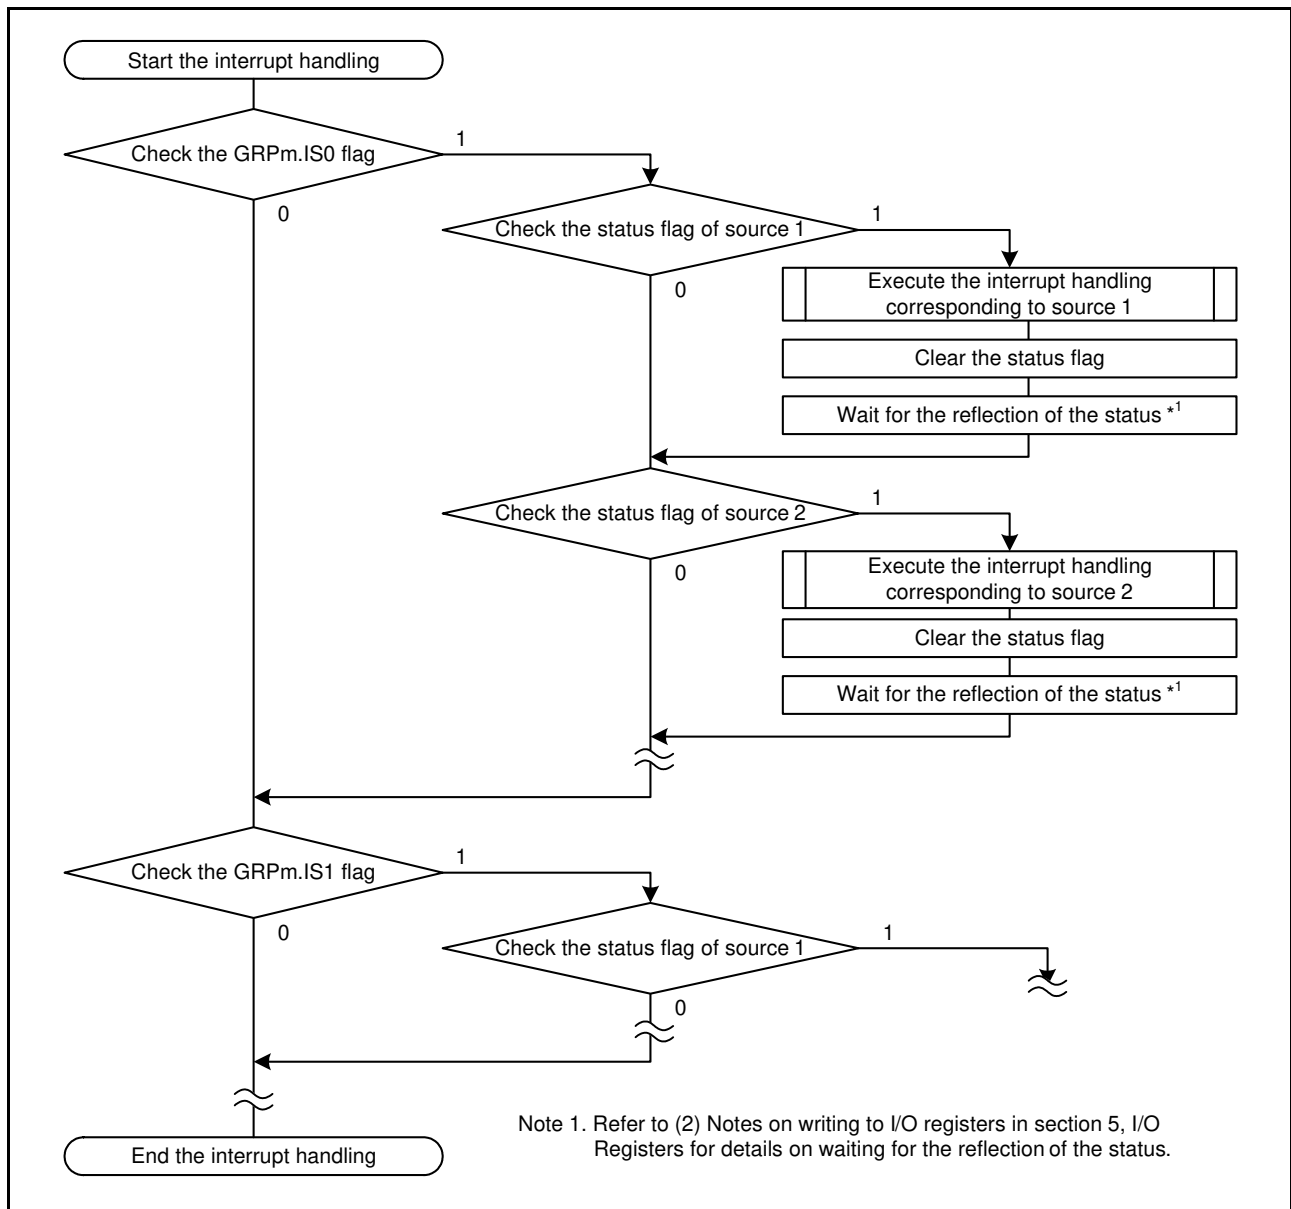 Start the interrupt handling
Check the GRPm.IS0 flag
1
0
Check the status flag of source 1
1
0
Execute the interrupt handling
corresponding to source 1
Clear the status flag
Wait for the reflection of the status *1
Check the status flag of source 2
1
0
Execute the interrupt handling
corresponding to source 2
Clear the status flag
Wait for the reflection of the status *1
Check the GRPm.IS1 flag
1
0
Check the status flag of source 1
1
0
Note 1. Refer to (2) Notes on writing to I/O registers in section 5, I/O
Registers for details on waiting for the reflection of the status.
End the interrupt handling